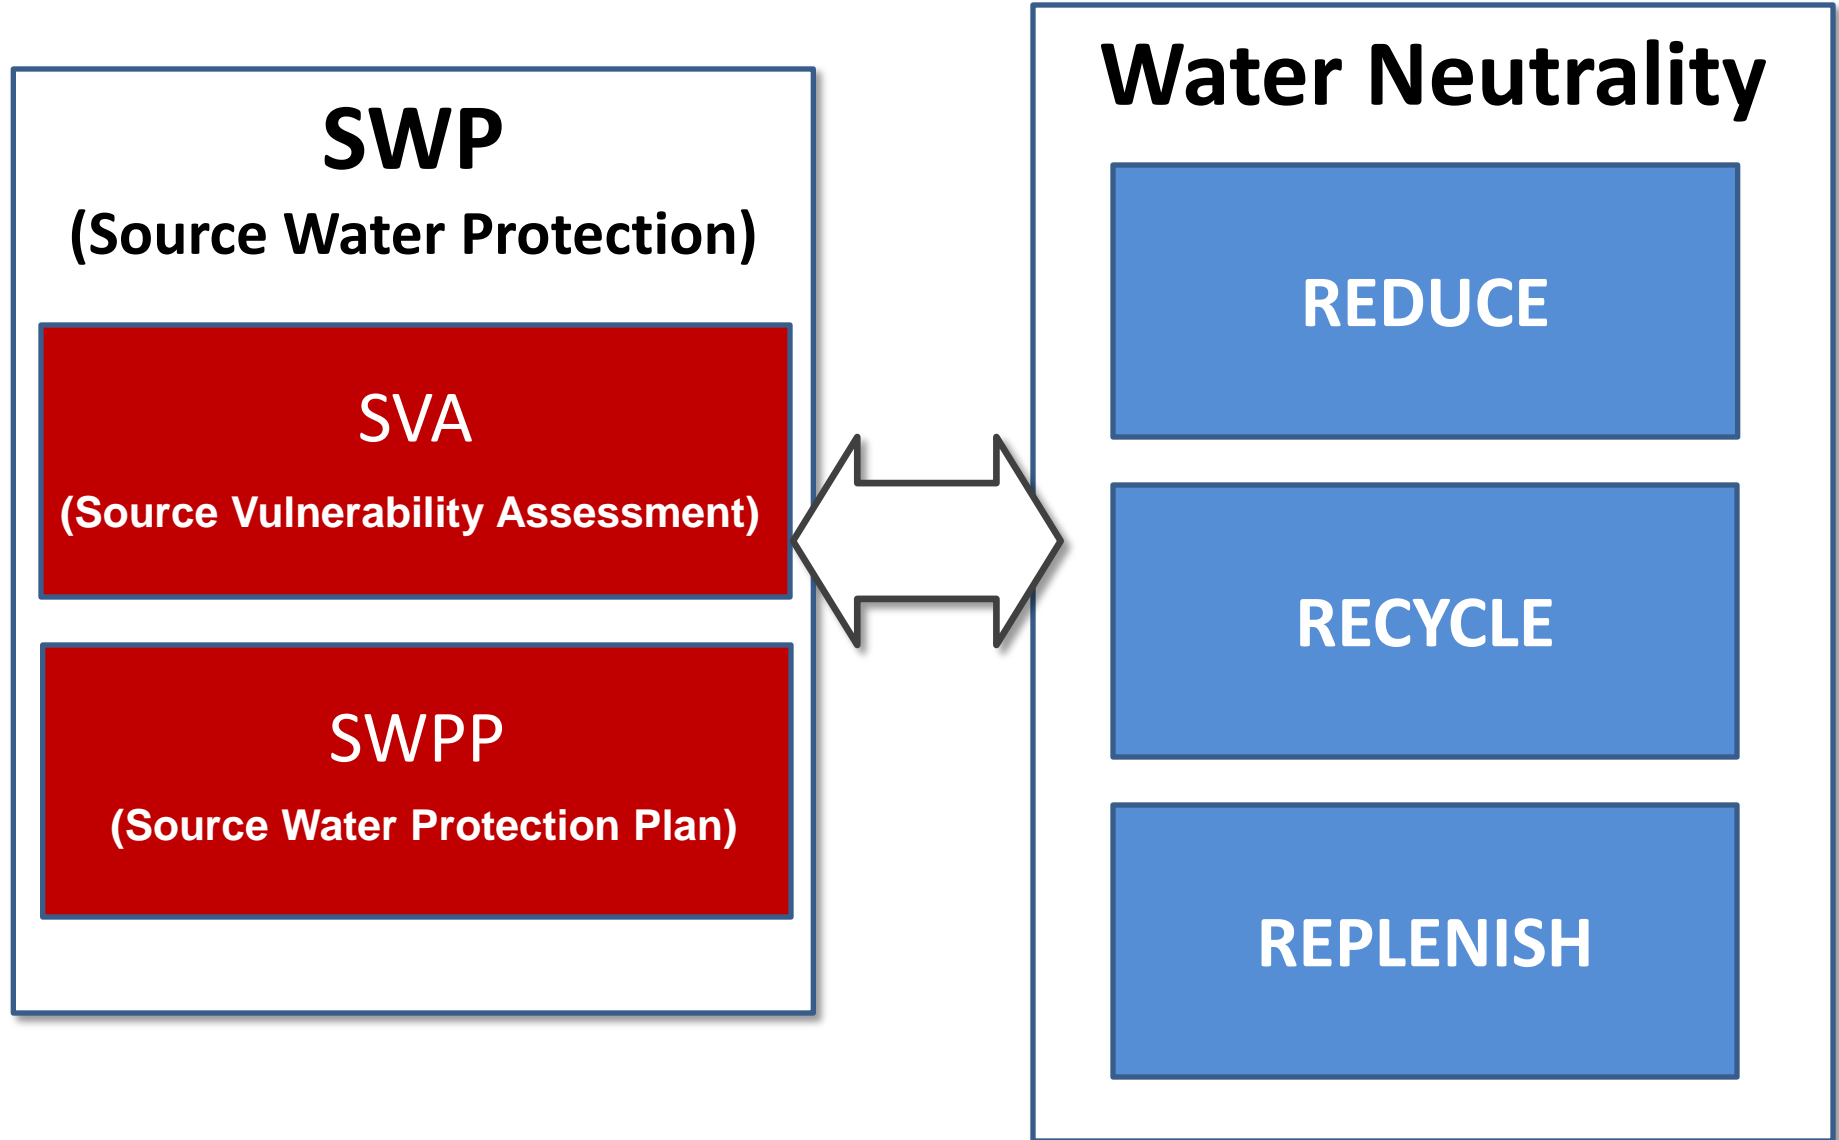 SWP
(Source Water Protection)
SVA
(Source Vulnerability Assessment)
SWPP
(Source Water Protection Plan)
Water Neutrality
REDUCE
RECYCLE
REPLENISH